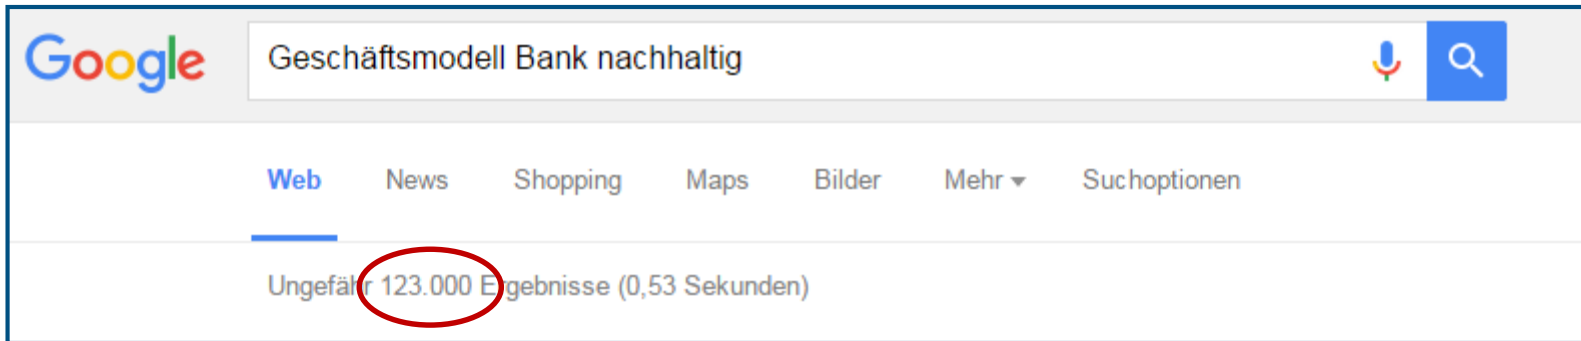 Google Geschäftsmodell Bank nachhaltig
Web News Shopping Maps Bilder Mehr Suchoptionen
Ungefähr 123.000 Ergebnisse (0,53 Sekunden)